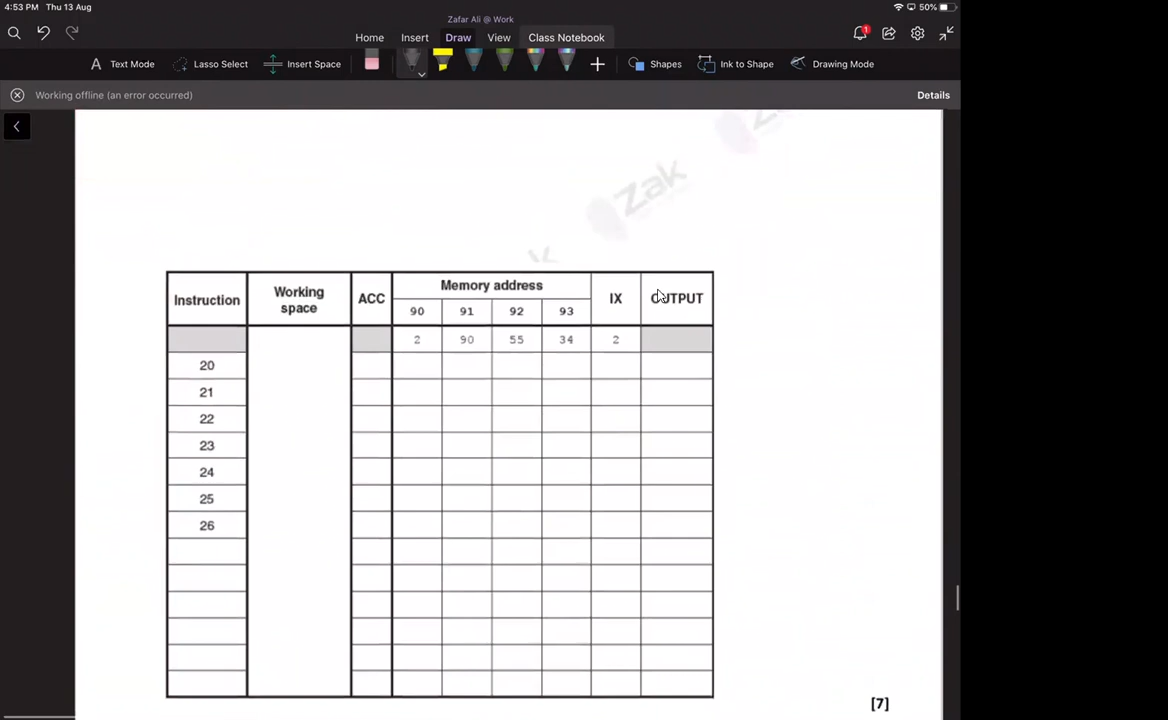 4:53 PM Thu 13 Aug
50%
Zafar Ali @ Work
Home Insert Draw View Class Notebook
1
A Text Mode Lasso Select Insert Space Shapes Ink to Shape Drawing Mode
Working offline (an error occurred) Details
Zak
Instruction Working space ACC Memory address IX OUTPUT
90 91 92 93
2 90 55 34 2
20
21
22
23
24
25
26
[7]